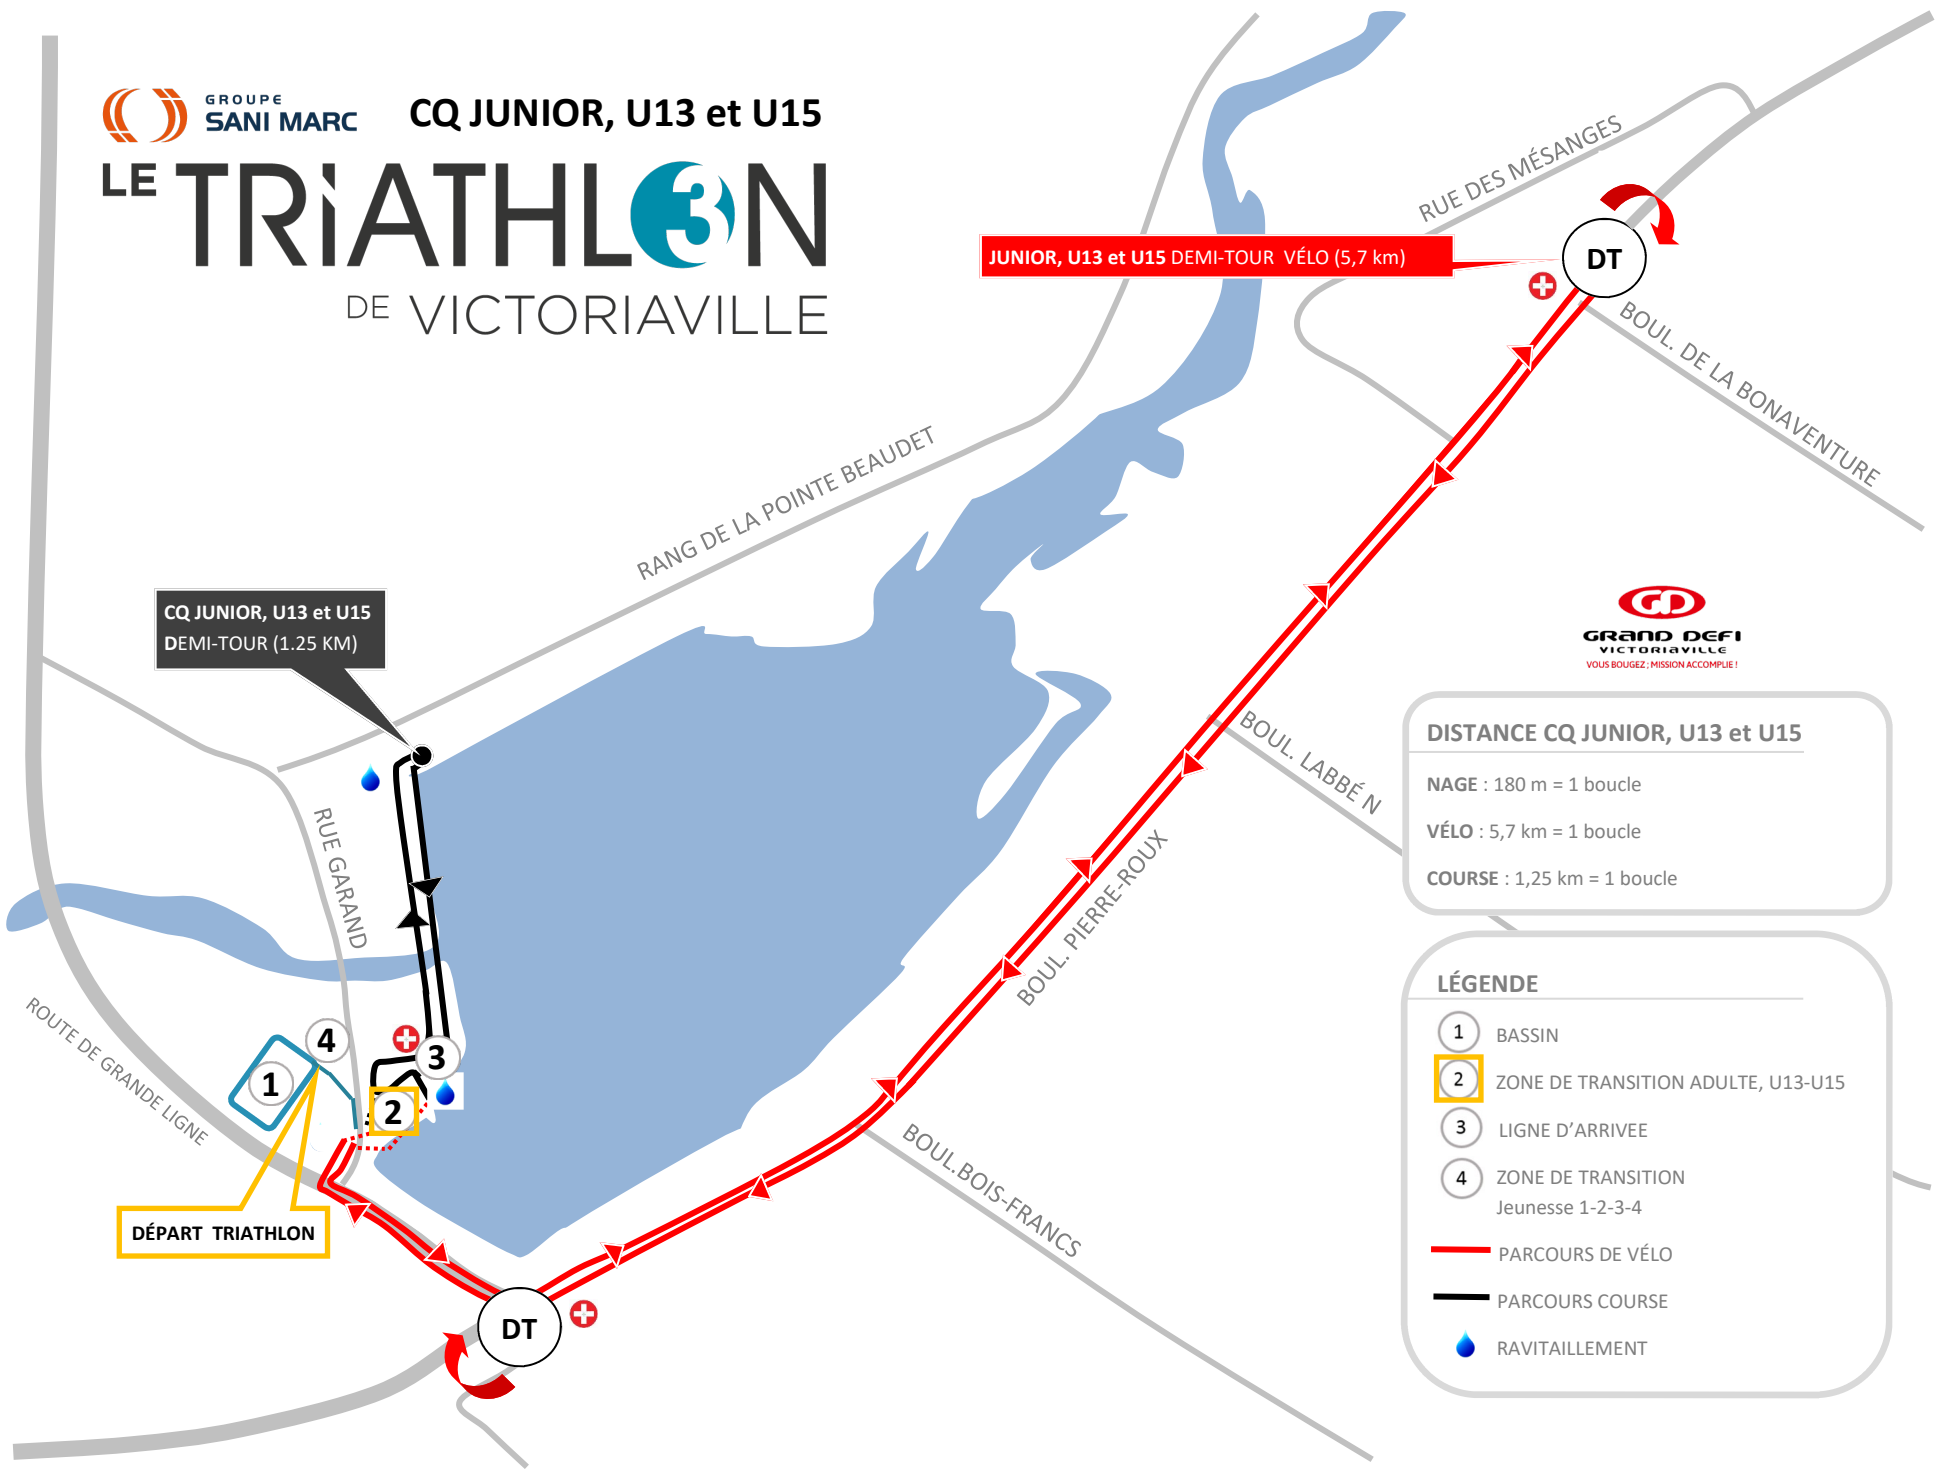 GROUPE
SANI MARC
CQ JUNIOR, U13 et U15
LE TRiATHL3N
DE VICTORIAVILLE
RUE DES MÉSANGES
JUNIOR, U13 et U15 DEMI-TOUR VÉLO (5,7 km)
DT
BOUL. DE LA BONAVENTURE
RANG DE LA POINTE BEAUDET
CQ JUNIOR, U13 et U15
DEMI-TOUR (1.25 KM)
GD
GRAND DEFI
VICTORIAVILLE
VOUS BOUGEZ ; MISSION ACCOMPLIE !
BOUL. LABBÉ N
DISTANCE CQ JUNIOR, U13 et U15
NAGE : 180 m = 1 boucle
VÉLO : 5,7 km = 1 boucle
COURSE : 1,25 km = 1 boucle
RUE GARAND
BOUL. PIERRE-ROUX
ROUTE DE GRANDE LIGNE
4
3
1
2
BOUL.BOIS-FRANCS
DÉPART TRIATHLON
DT
LÉGENDE
1 BASSIN
2 ZONE DE TRANSITION ADULTE, U13-U15
3 LIGNE D'ARRIVEE
4 ZONE DE TRANSITION
Jeunesse 1-2-3-4
PARCOURS DE VÉLO
PARCOURS COURSE
RAVITAILLEMENT